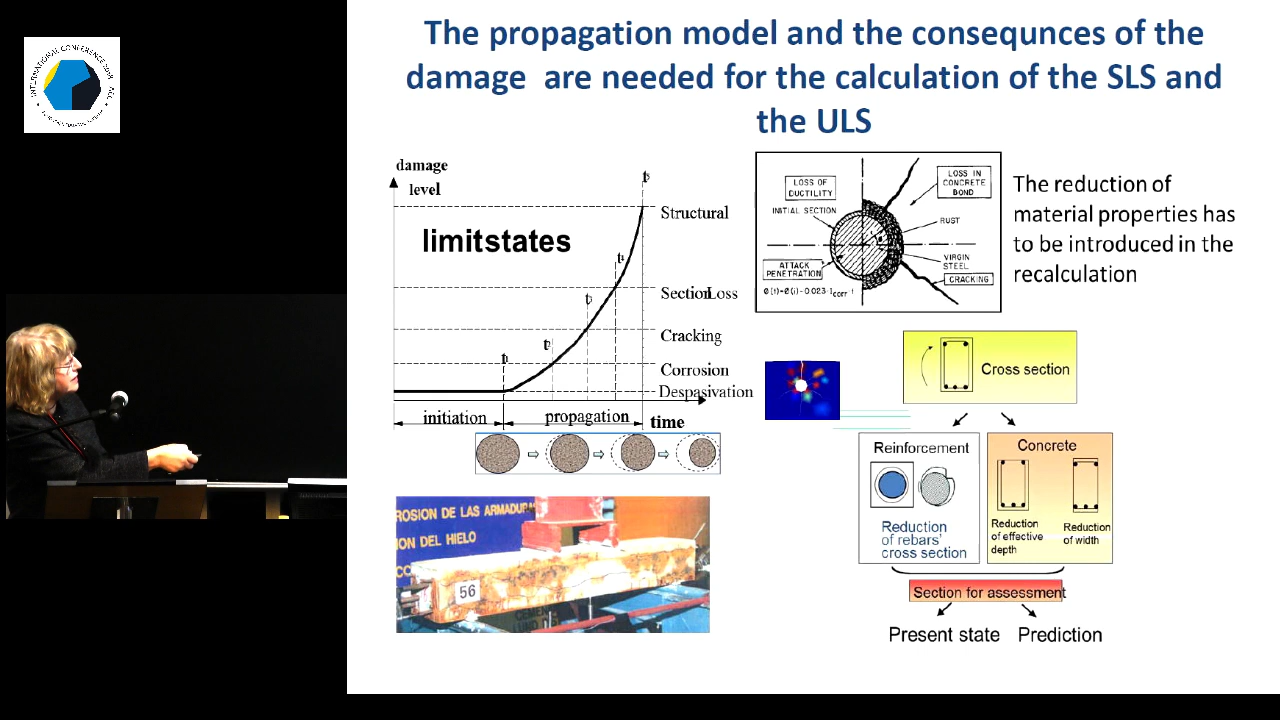 The propagation model and the consequnces of the
damage are needed for the calculation of the SLS and
the ULS
INTERNATIONAL CONFERENCE
damage
level
limitstates
Structural
SectionLoss
Cracking
Corrosion
Despasivation
initiation
propagation
time
LOSS OF
DUCTILITY
LOSS IN
CONCRETE
BOND
INITIAL SECTION
RUST
VIRGIN
STEEL
ATTACK
PENETRATION
CRACKING
The reduction of
material properties has
to be introduced in the
recalculation
Cross section
Reinforcement
Reduction
of rebars'
cross section
Concrete
Reduction
of effective
depth
Reduction
of width
Section for assessment
Present state
Prediction
ROSION DE LAS ARMADURA
ION DEL HIELO
56